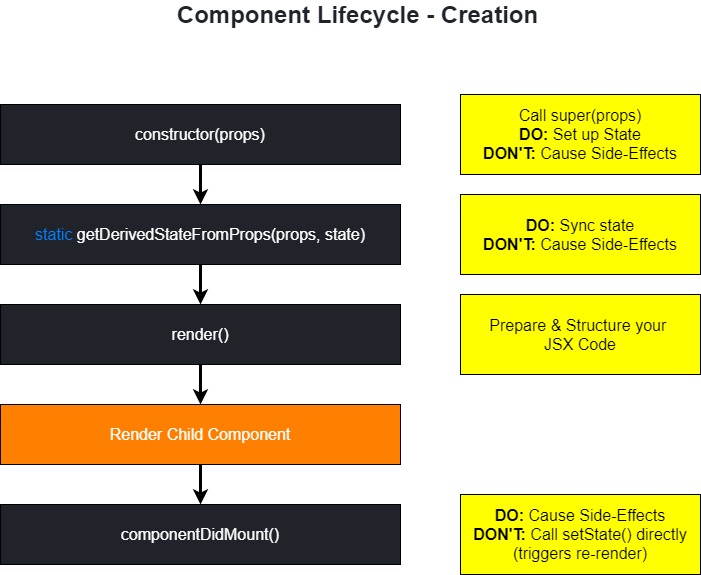 Component Lifecycle - Creation
constructor(props)
Call super(props)
DO: Set up State
DON'T: Cause Side-Effects
static getDerivedStateFromProps(props, state)
DO: Sync state
DON'T: Cause Side-Effects
render()
Prepare & Structure your
JSX Code
Render Child Component
componentDidMount()
DO: Cause Side-Effects
DON'T: Call setState() directly
(triggers re-render)